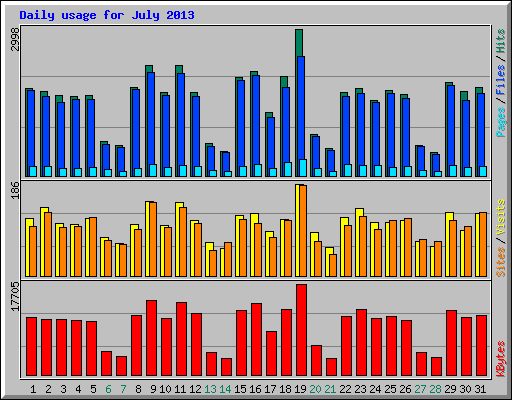 Daily usage for July 2013
2998
Pages / Files / Hits
186
Sites / Visits
17705
KBytes
1 2 3 4 5 6 7 8 9 10 11 12 13 14 15 16 17 18 19 20 21 22 23 24 25 26 27 28 29 30 31